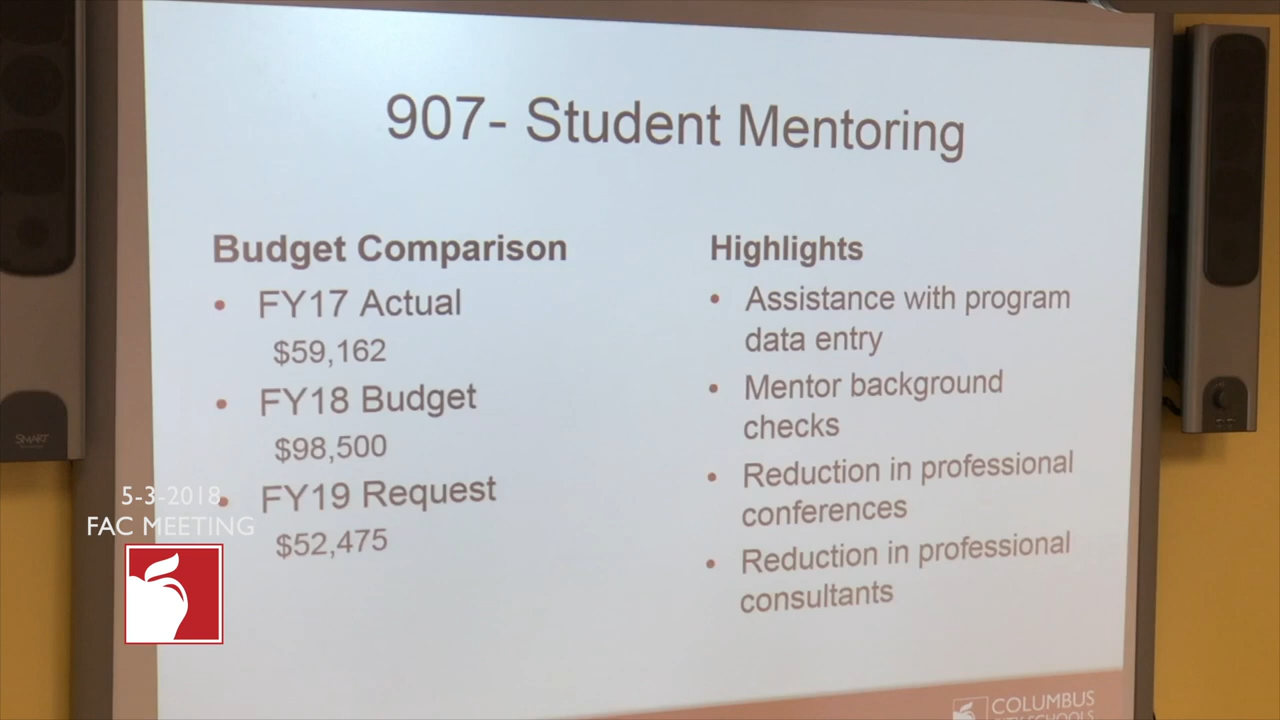 907- Student Mentoring
Budget Comparison
• FY17 Actual
$59,162
• FY18 Budget
$98,500
• FY19 Request
$52,475
Highlights
• Assistance with program
data entry
• Mentor background
checks
• Reduction in professional
conferences
• Reduction in professional
consultants
5-3-2018
FAC MEETING
SMART
COLUMBUS
CITY SCHOOLS